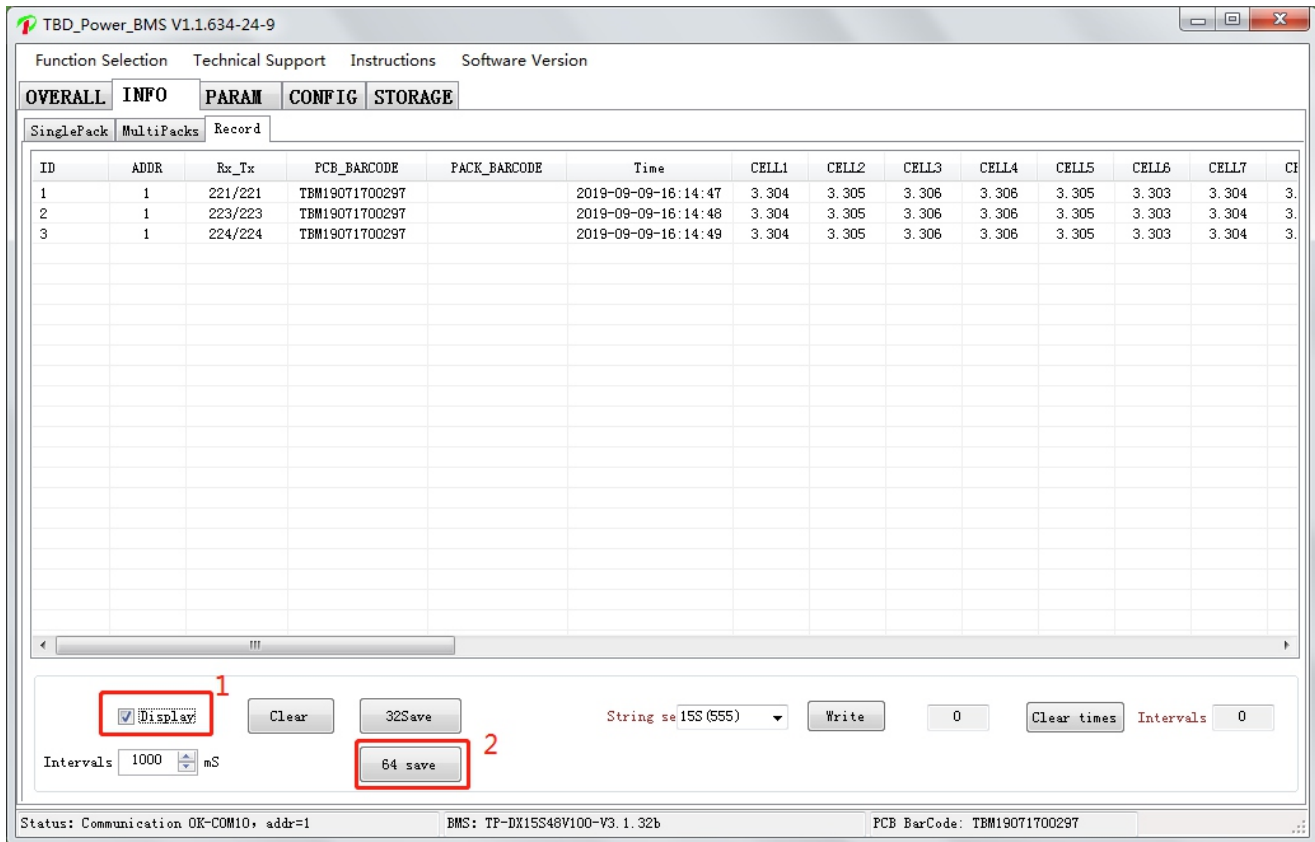 TBD_Power_BMS V1.1.634-24-9
Function Selection Technical Support Instructions Software Version
OVERALL INFO PARAM CONFIG STORAGE
SinglePack MultiPacks Record
ID ADDR Rx_Tx PCB_BARCODE PACK_BARCODE Time CELL1 CELL2 CELL3 CELL4 CELL5 CELL6 CELL7
1 1 221/221 TBM19071700297 2019-09-09-16:14:47 3.304 3.305 3.306 3.306 3.305 3.303 3.304 3.
2 1 223/223 TBM19071700297 2019-09-09-16:14:48 3.304 3.305 3.306 3.306 3.305 3.303 3.304 3.
3 1 224/224 TBM19071700297 2019-09-09-16:14:49 3.304 3.305 3.306 3.306 3.305 3.303 3.304 3.
1
Display Clear 32Save String se 15S(555) Write 0 Clear times Intervals 0
2
Intervals 1000 mS 64 save
Status: Communication OK-COM10, addr=1 BMS: TP-DX15S48V100-V3.1.32b PCB BarCode: TBM19071700297